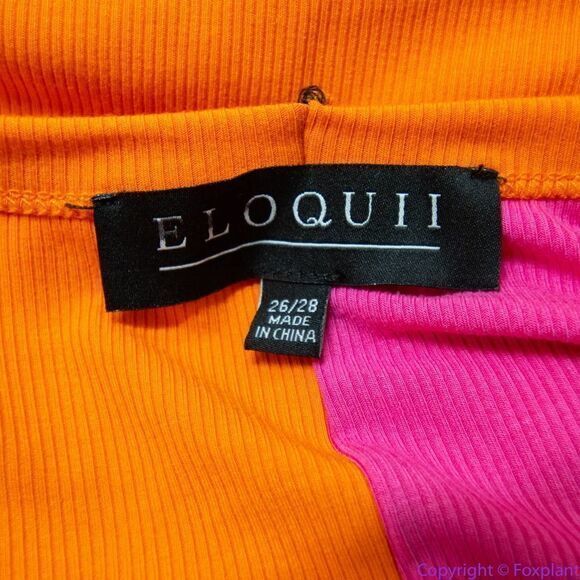 ELOQUII
26/28
MADE
IN CHINA
Copyright © Foxplant